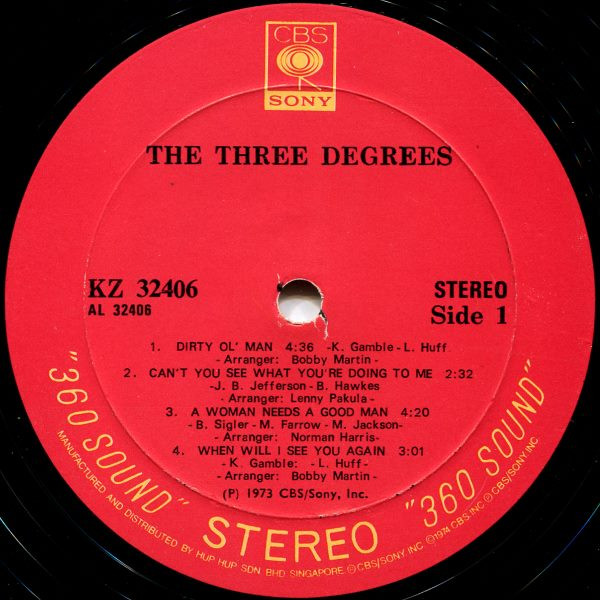 CBS
SONY
THE THREE DEGREES
KZ 32406
AL 32406
STEREO
Side 1
1. DIRTY OL' MAN 4:36 -K. Gamble-L. Huff
-Arranger: Bobby Martin-
2. CAN'T YOU SEE WHAT YOU'RE DOING TO ME 2:32
-J. B. Jefferson-B. Hawkes
-Arranger: Lenny Pakula-
3. A WOMAN NEEDS A GOOD MAN 4:20
-B. Sigler-M. Farrow-M. Jackson-
-Arranger: Norman Harris-
4. WHEN WILL I SEE YOU AGAIN 3:01
-K. Gamble: -L. Huff-
-Arranger: Bobby Martin-
(P) 1973 CBS/Sony, Inc.
"360 SOUND" STEREO "360 SOUND"
MANUFACTURED AND DISTRIBUTED BY HUP HUP SDN BHD SINGAPORE. ℗CBS/SONY INC ©1974 CBS, INC ©CBS/SONY, INC